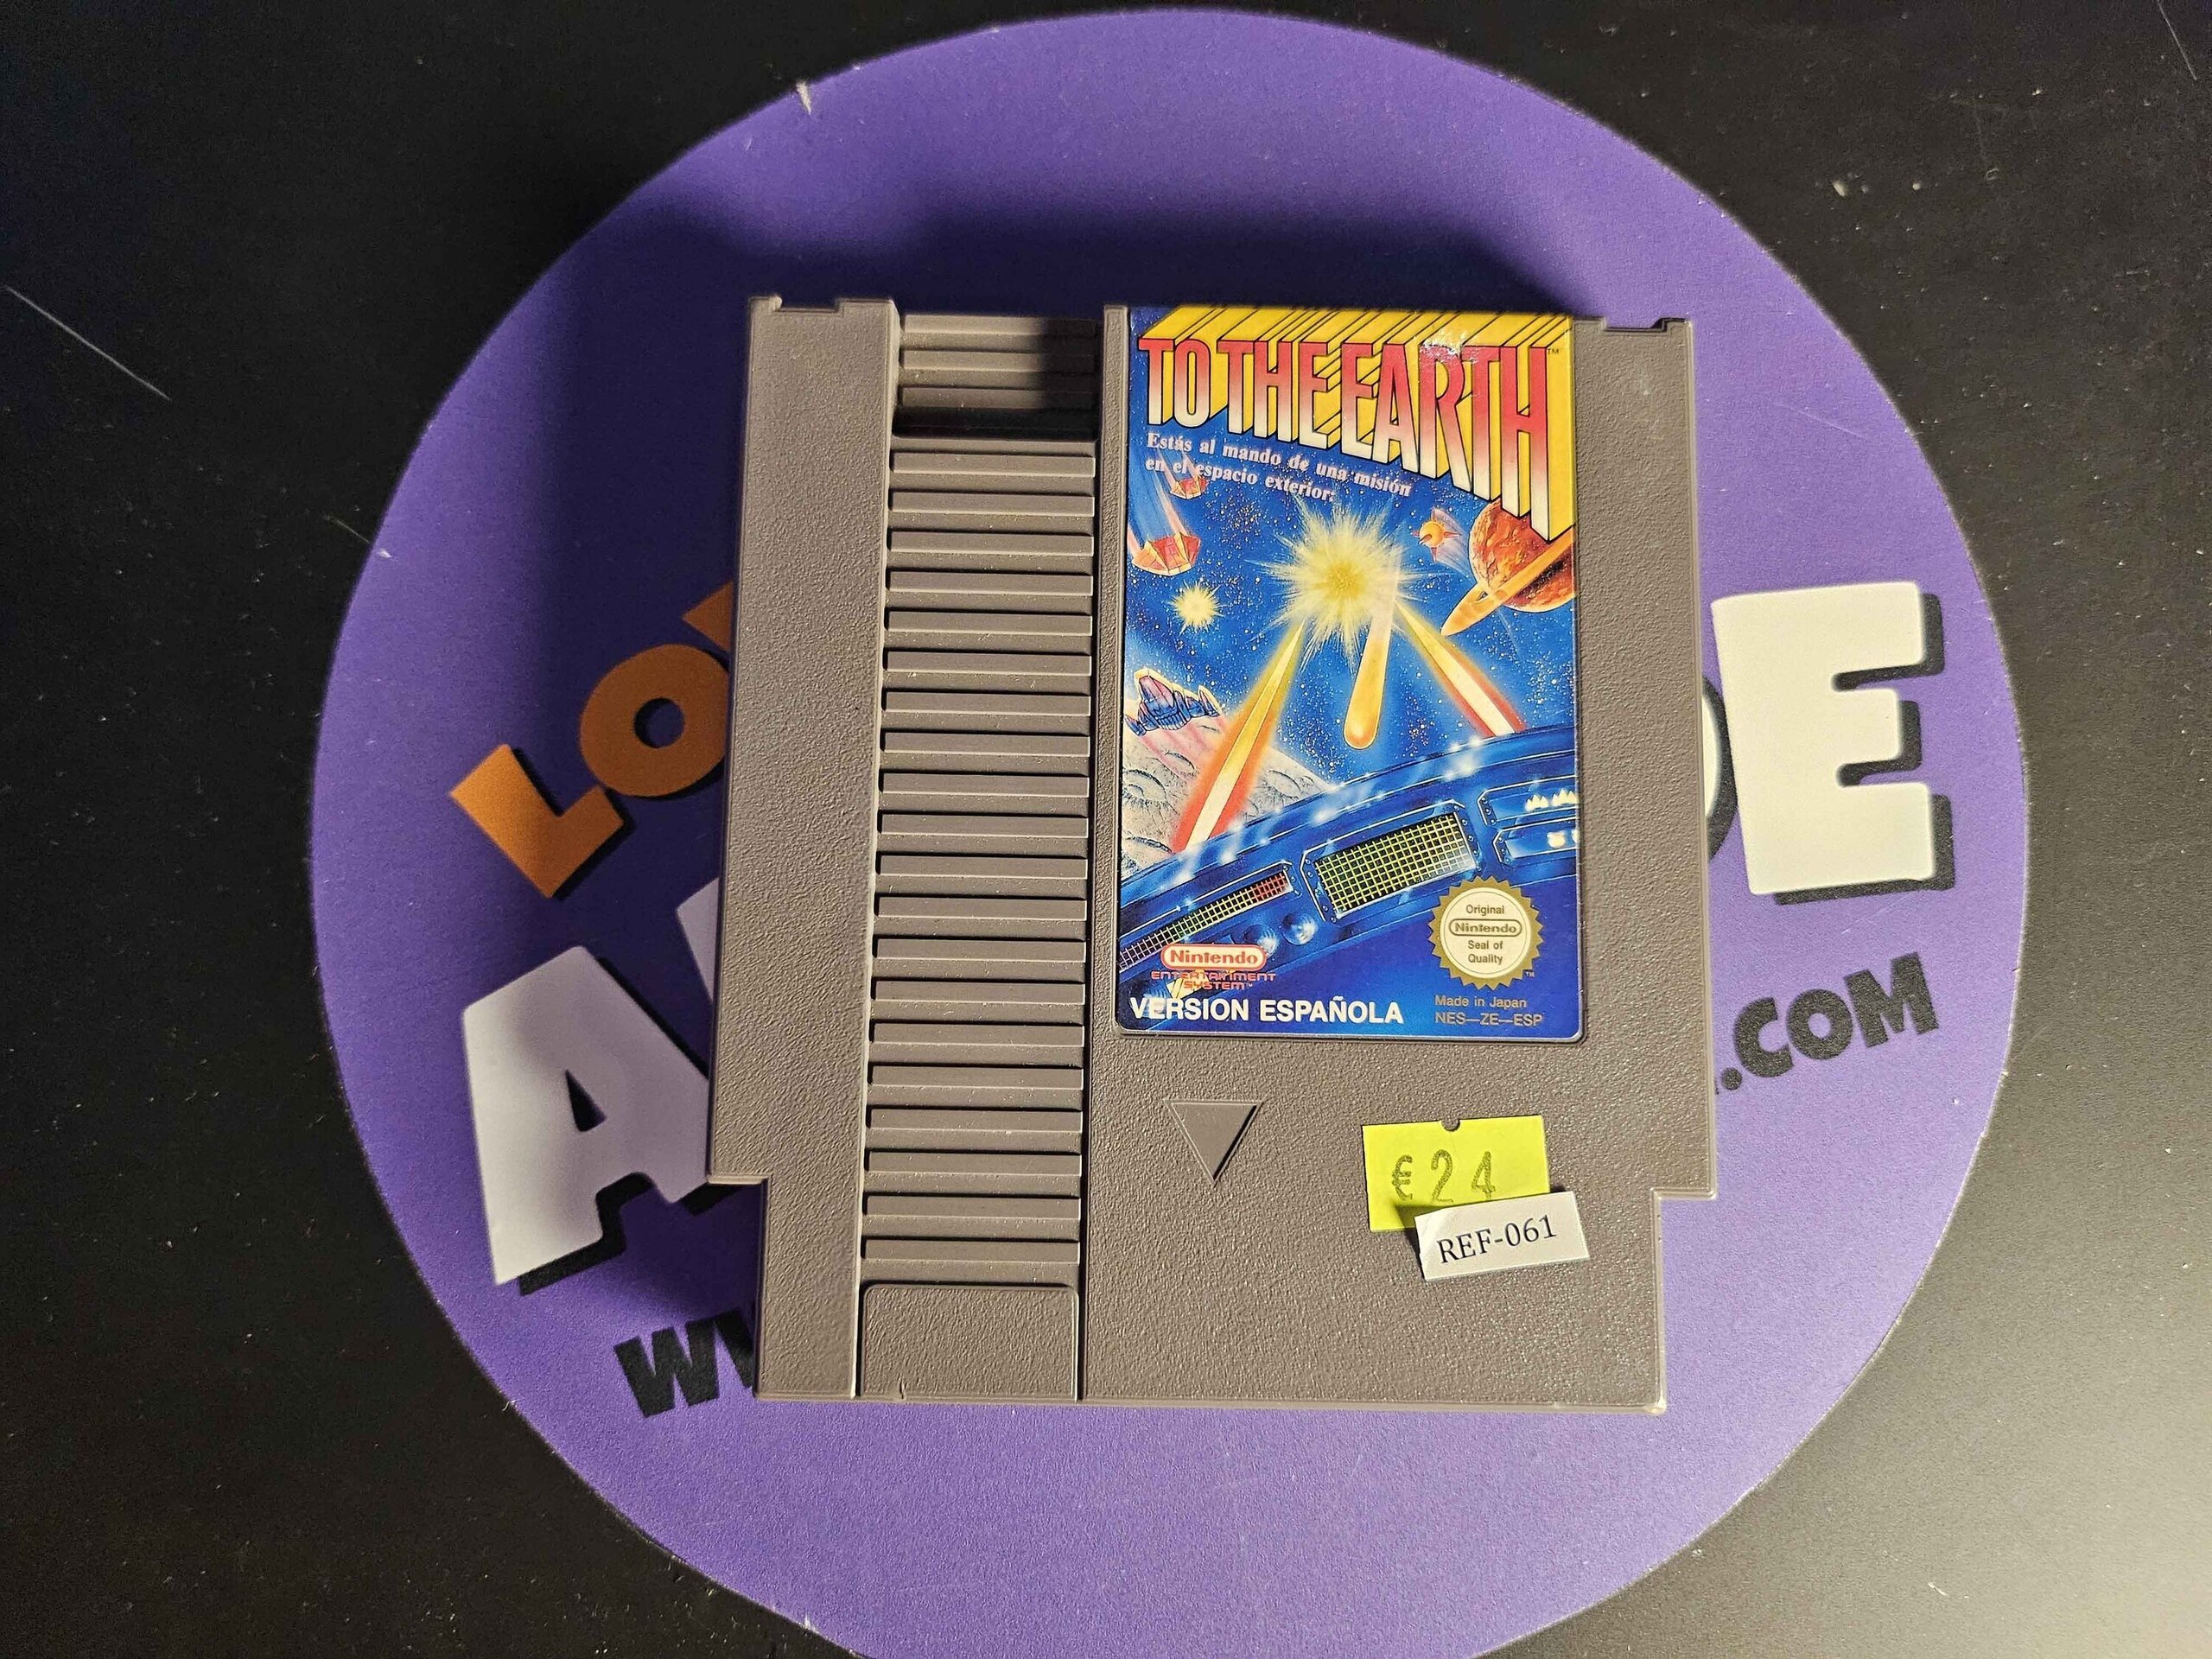 TO THE EARTH™
Estás al mando de una misión
en el espacio exterior.
Original
Nintendo
Seal of
Quality
™
Nintendo
ENTERTAINMENT
SYSTEM™
VERSION ESPAÑOLA
Made in Japan
NES—ZE—ESP
€24
REF-061
.COM